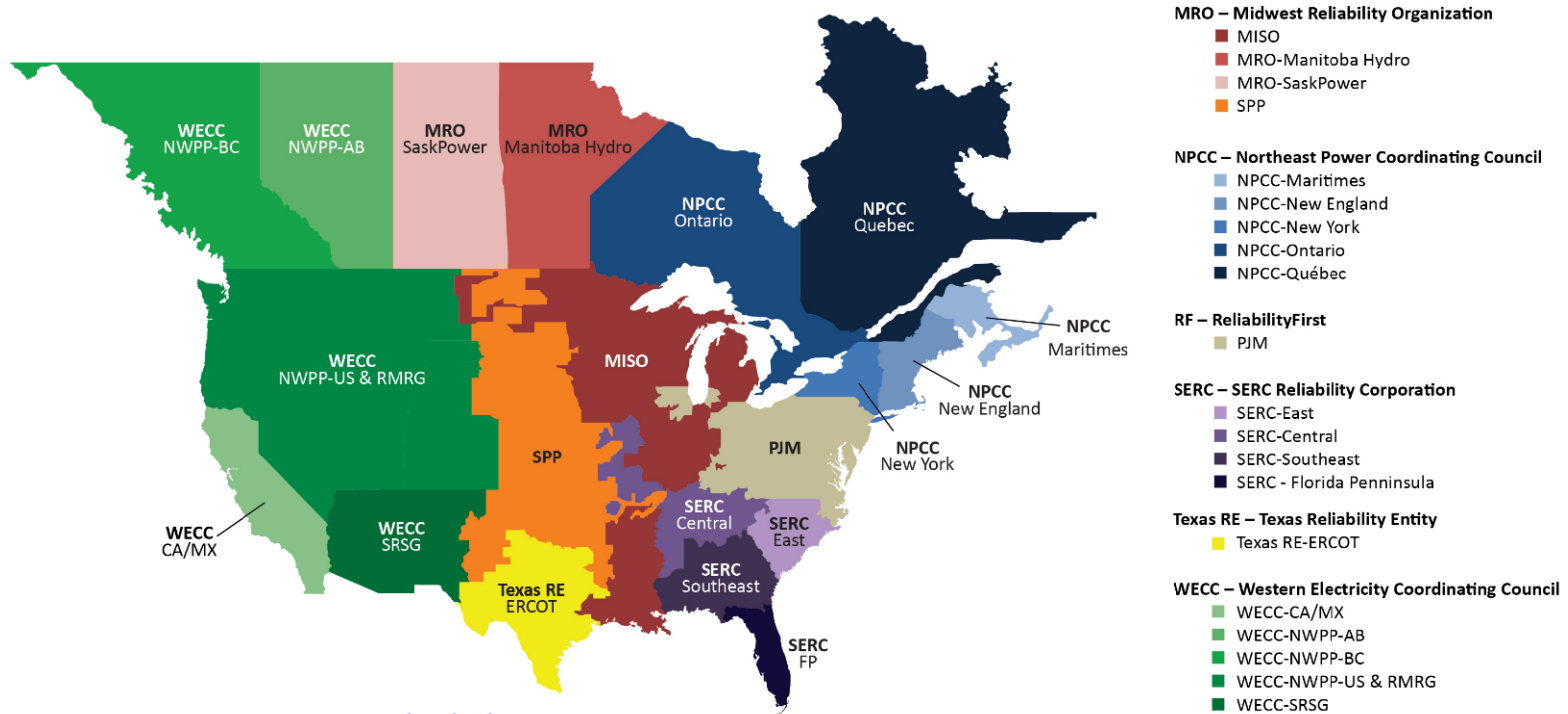 WECC
NWPP-BC
WECC
NWPP-AB
MRO
SaskPower
MRO
Manitoba Hydro
NPCC
Ontario
NPCC
Quebec
WECC
NWPP-US & RMRG
MISO
NPCC
Maritimes
NPCC
New England
NPCC
New York
SPP
PJM
WECC
CA/MX
WECC
SRSG
SERC
Central
SERC
East
Texas RE
ERCOT
SERC
Southeast
SERC
FP
MRO – Midwest Reliability Organization
MISO
MRO-Manitoba Hydro
MRO-SaskPower
SPP
NPCC – Northeast Power Coordinating Council
NPCC-Maritimes
NPCC-New England
NPCC-New York
NPCC-Ontario
NPCC-Québec
RF – ReliabilityFirst
PJM
SERC – SERC Reliability Corporation
SERC-East
SERC-Central
SERC-Southeast
SERC - Florida Penninsula
Texas RE – Texas Reliability Entity
Texas RE-ERCOT
WECC – Western Electricity Coordinating Council
WECC-CA/MX
WECC-NWPP-AB
WECC-NWPP-BC
WECC-NWPP-US & RMRG
WECC-SRSG